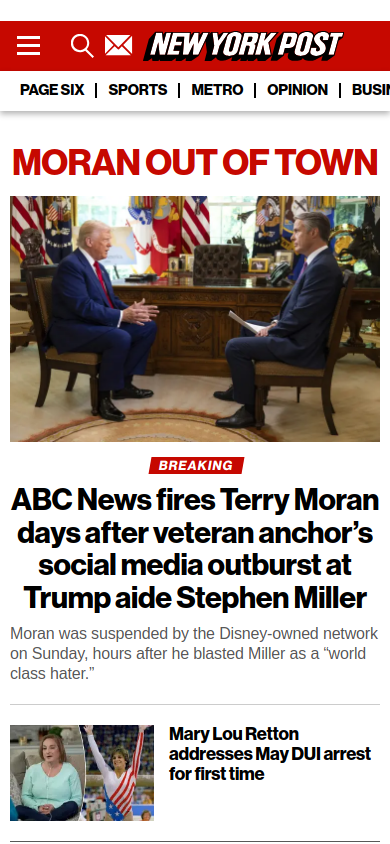 NEW YORK POST
PAGE SIX
SPORTS
METRO
OPINION
BUSIN
MORAN OUT OF TOWN
BREAKING
ABC News fires Terry Moran
days after veteran anchor’s
social media outburst at
Trump aide Stephen Miller
Moran was suspended by the Disney-owned network
on Sunday, hours after he blasted Miller as a “world
class hater.”
Mary Lou Retton
addresses May DUI arrest
for first time